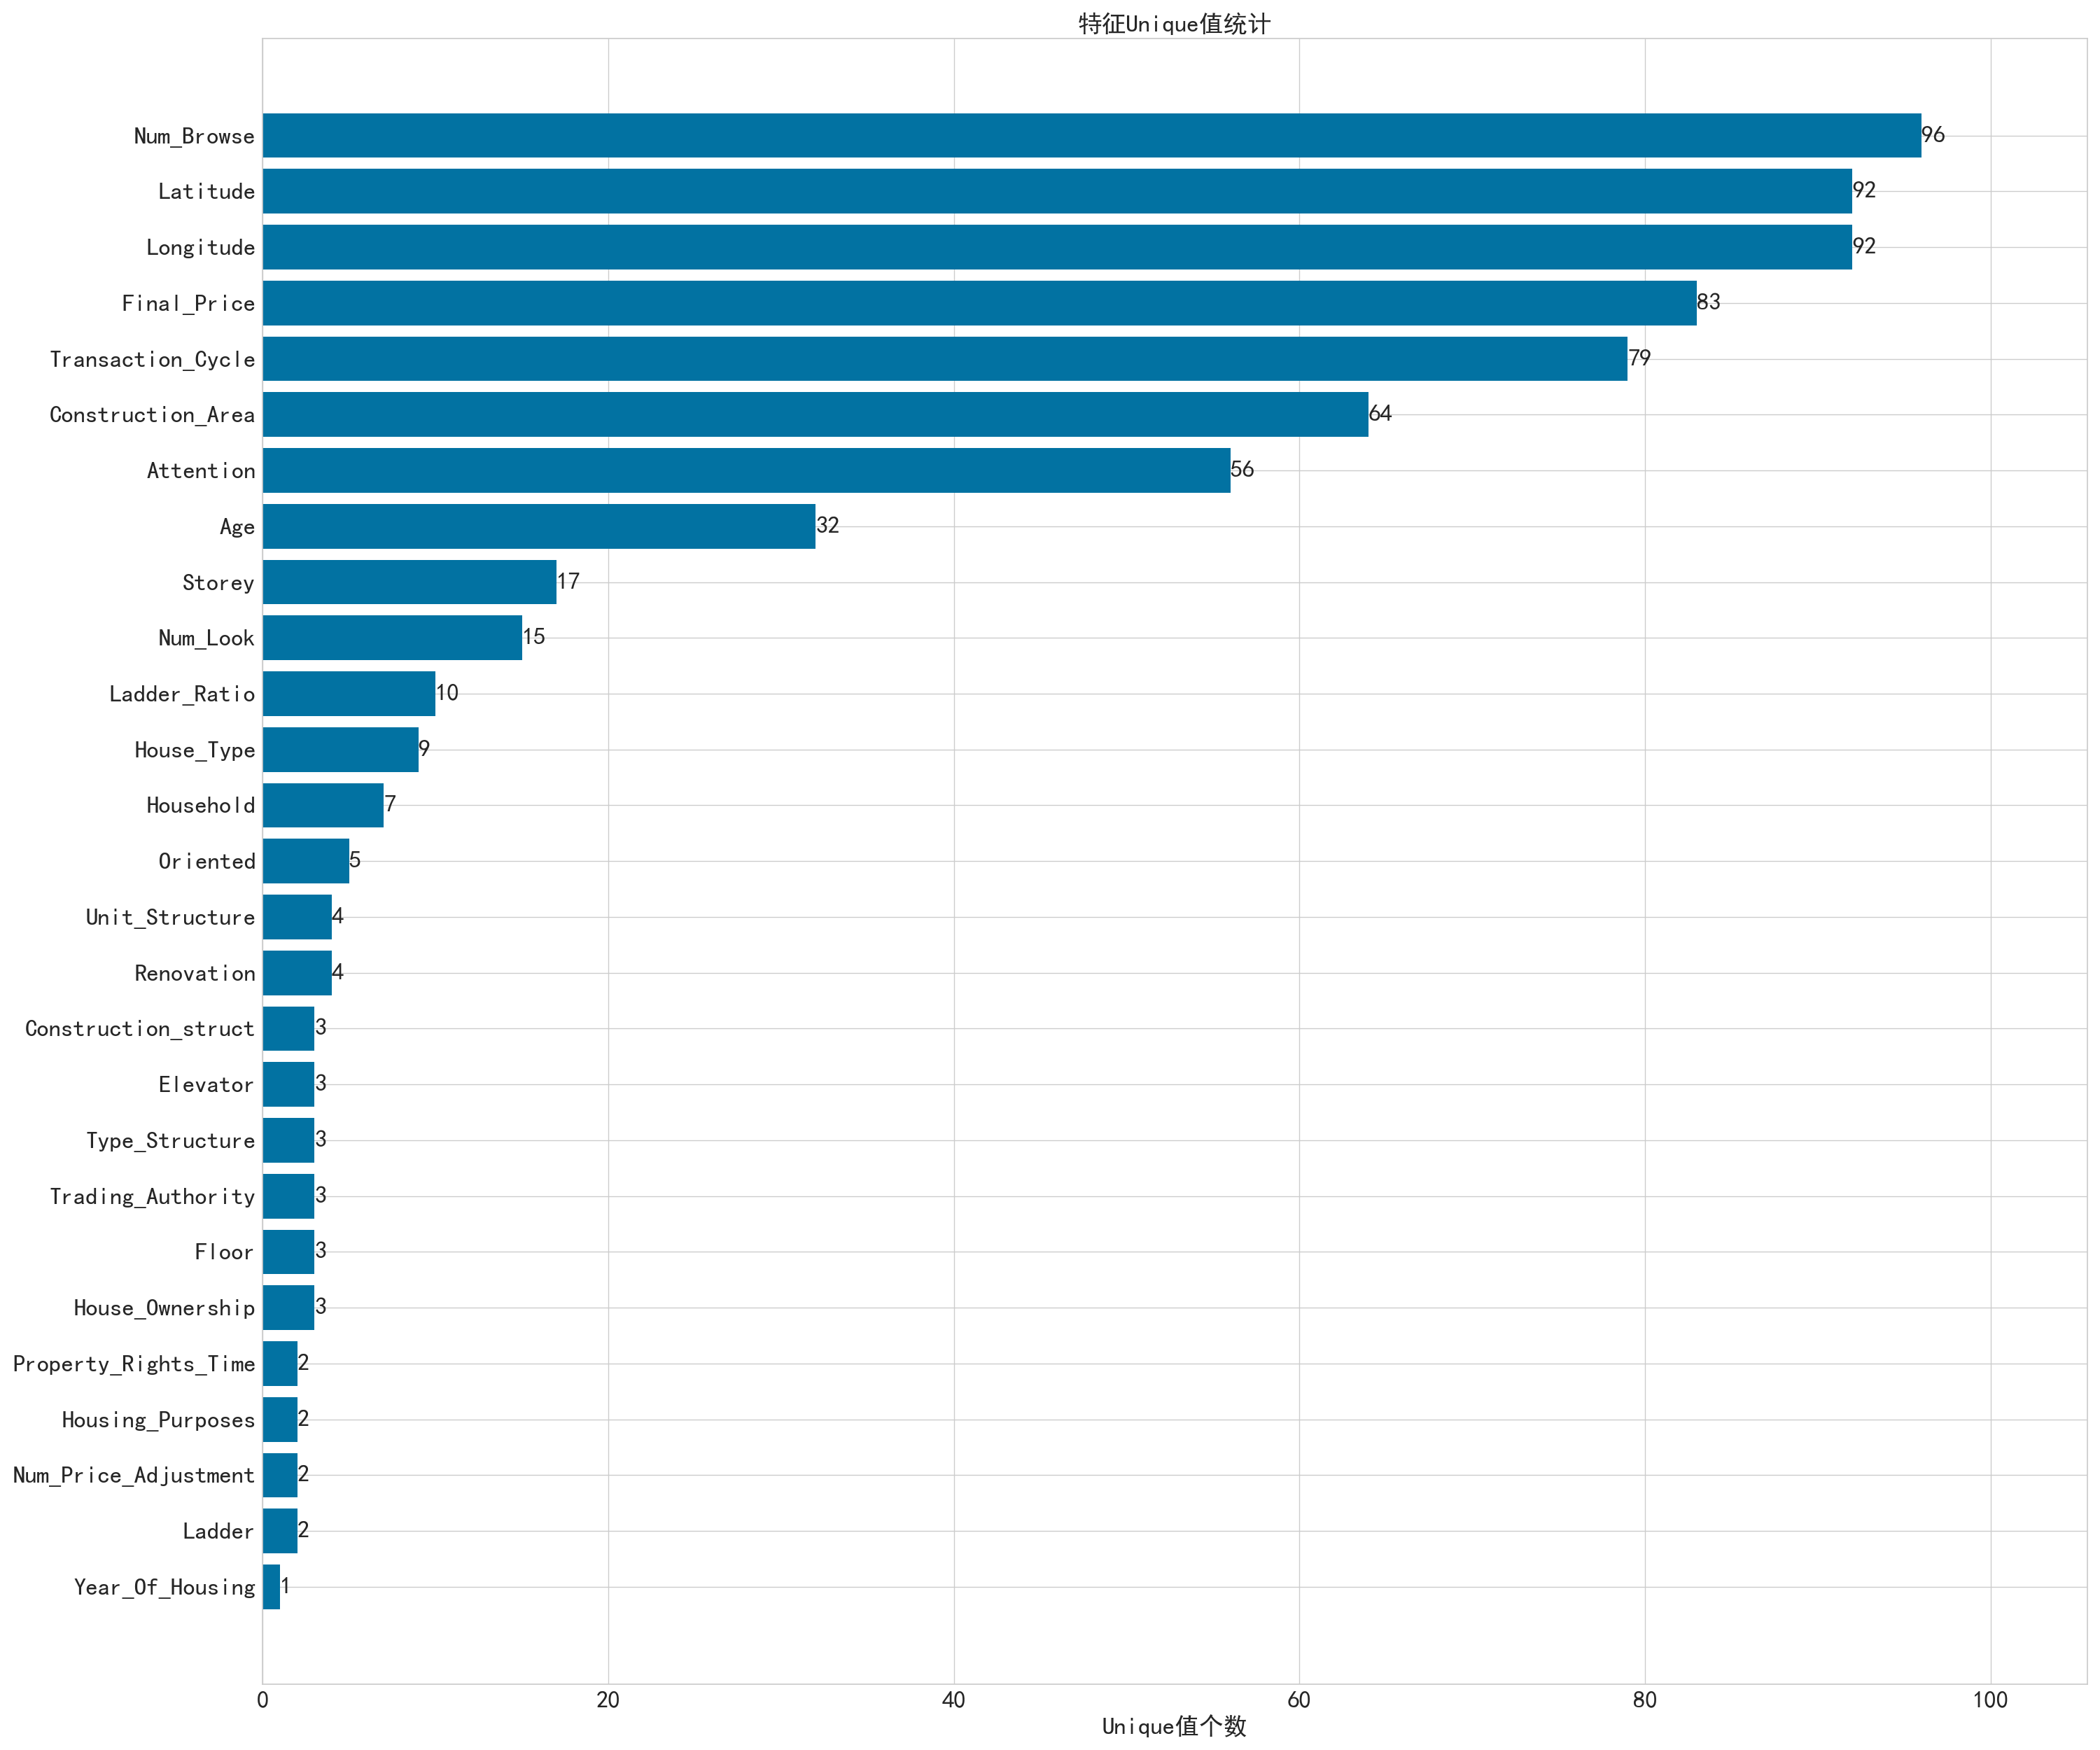 特征Unique值统计
Num_Browse 96
Latitude 92
Longitude 92
Final_Price 83
Transaction_Cycle 79
Construction_Area 64
Attention 56
Age 32
Storey 17
Num_Look 15
Ladder_Ratio 10
House_Type 9
Household 7
Oriented 5
Unit_Structure 4
Renovation 4
Construction_struct 3
Elevator 3
Type_Structure 3
Trading_Authority 3
Floor 3
House_Ownership 3
Property_Rights_Time 2
Housing_Purposes 2
Num_Price_Adjustment 2
Ladder 2
Year_Of_Housing 1
0 20 40 60 80 100
Unique值个数